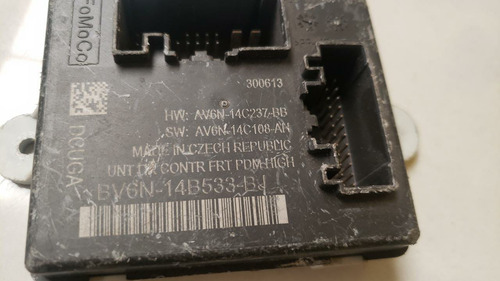 FoMoCo
300613
HW: AV6N-14C237-BB
SW: AV6N-14C108-AN
MADE IN CZECH REPUBLIC
UNT DR CONTR FRT PDM-HIGH
BV6N-14B533-BJ
DCUGA